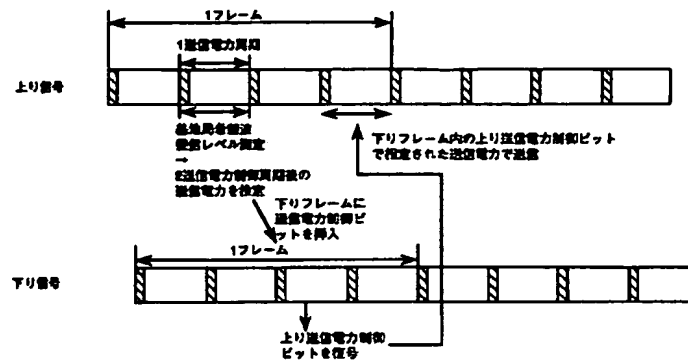 1フレーム
1送信電力周期
上り信号
基地局希望波
受信レベル測定
→
2送信電力制御周期後の
送信電力を決定
下りフレーム内の上り送信電力制御ビット
で指定された送信電力で送信
下りフレームに
送信電力制御ビ
ットを挿入
1フレーム
下り信号
上り送信電力制御
ビットを復号